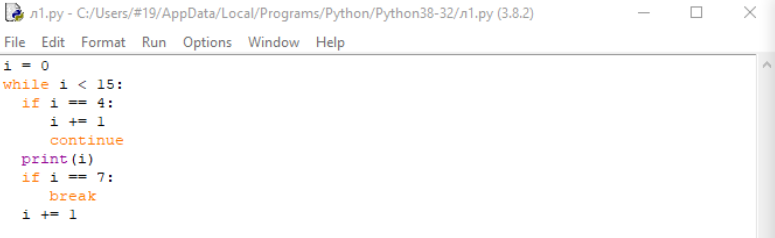 л1.py - C:/Users/#19/AppData/Local/Programs/Python/Python38-32/л1.py (3.8.2)
File Edit Format Run Options Window Help
i = 0
while i < 15:
  if i == 4:
     i += 1
     continue
  print(i)
  if i == 7:
     break
  i += 1